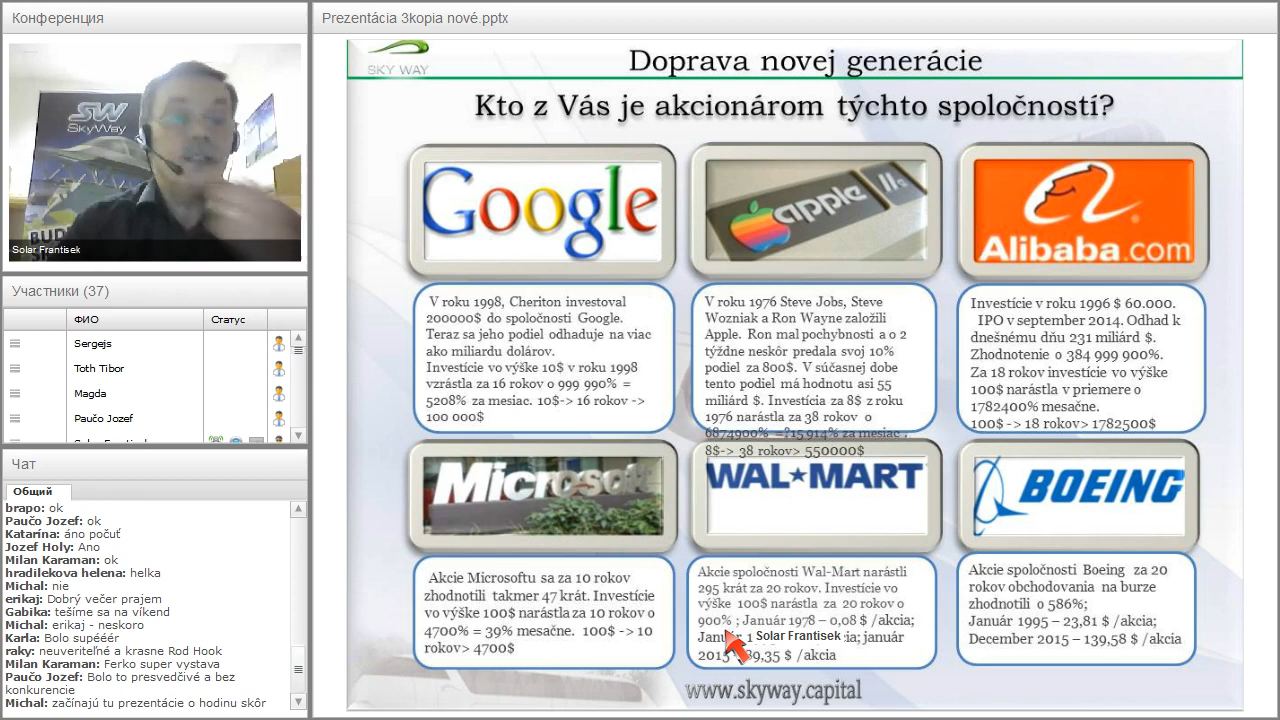 Конференция
SW
SkyWay
Solar Frantisek
Участники (37)
ФИО
Статус
Sergejs
Toth Tibor
Magda
Paučo Jozef
Чат
Общий
brapo: ok
Paučo Jozef: ok
Katarína: áno počuť
Jozef Holy: Ano
Milan Karaman: ok
hradilekova helena: helka
Michal: nie
erikaj: Dobrý večer prajem
Gabika: tešíme sa na víkend
Michal: erikaj - neskoro
Karla: Bolo supééér
raky: neuveriteľné a krasne Rod Hook
Milan Karaman: Ferko super vystava
Paučo Jozef: Bolo to presvedčivé a bez
konkurencie
Michal: začínajú tu prezentácie o hodinu skôr
Prezentácia 3kopia nové.pptx
SKY WAY
Doprava novej generácie
Kto z Vás je akcionárom týchto spoločností?
Google
apple
Alibaba.com
V roku 1998, Cheriton investoval
200000$ do spoločnosti Google.
Teraz sa jeho podiel odhaduje na viac
ako miliardu dolárov.
Investície vo výške 10$ v roku 1998
vzrástla za 16 rokov o 999 990% =
5208% za mesiac. 10$-> 16 rokov ->
100 000$
V roku 1976 Steve Jobs, Steve
Wozniak a Ron Wayne založili
Apple. Ron mal pochybnosti a o 2
týždne neskôr predala svoj 10%
podiel za 800$. V súčasnej dobe
tento podiel má hodnotu asi 55
miliárd $. Investícia za 8$ z roku
1976 narástla za 38 rokov o
6874900% =?15 914% za mesiac .
8$-> 38 rokov> 550000$
Investície v roku 1996 $ 60.000.
IPO v september 2014. Odhad k
dnešnému dňu 231 miliárd $.
Zhodnotenie o 384 999 900%.
Za 18 rokov investície vo výške
100$ narástla v priemere o
1782400% mesačne.
100$ -> 18 rokov> 1782500$
Microsoft
WAL★MART
BOEING
Akcie Microsoftu sa za 10 rokov
zhodnotili takmer 47 krát. Investície
vo výške 100$ narástla za 10 rokov o
4700% = 39% mesačne. 100$ -> 10
rokov> 4700$
Akcie spoločnosti Wal-Mart narástli
295 krát za 20 rokov. Investície vo
výške 100$ narástla za 20 rokov o
900% ; Január 1978 – 0,08 $ /akcia;
Solar Frantisek
január
/akcia
Akcie spoločnosti Boeing za 20
rokov obchodovania na burze
zhodnotili o 586%;
Január 1995 – 23,81 $ /akcia;
December 2015 – 139,58 $ /akcia
www.skyway.capital